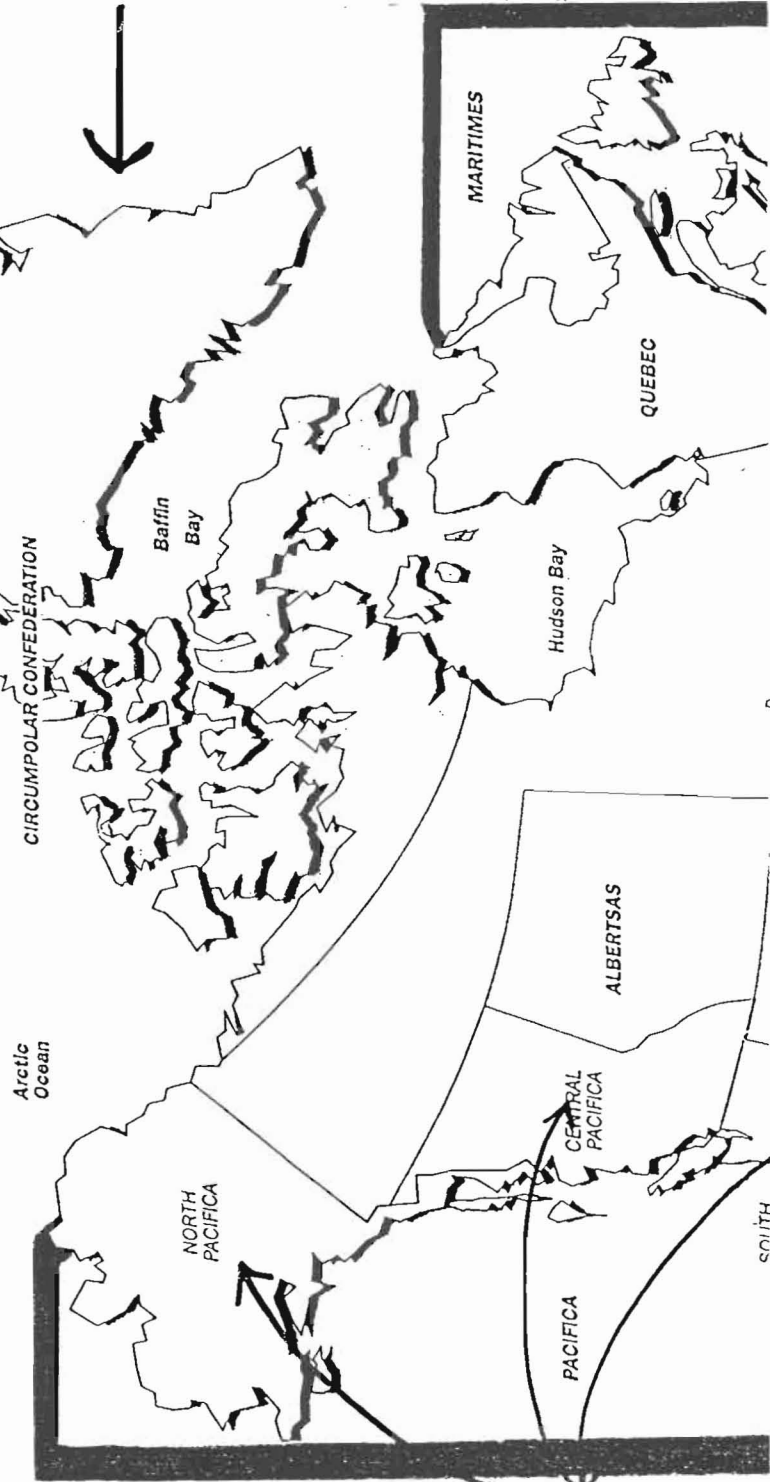 Arctic
Ocean
CIRCUMPOLAR CONFEDERATION
NORTH
PACIFICA
Baffin
Bay
MARITIMES
Hudson Bay
QUEBEC
PACIFICA
CENTRAL
PACIFICA
ALBERTSAS
SOUTH